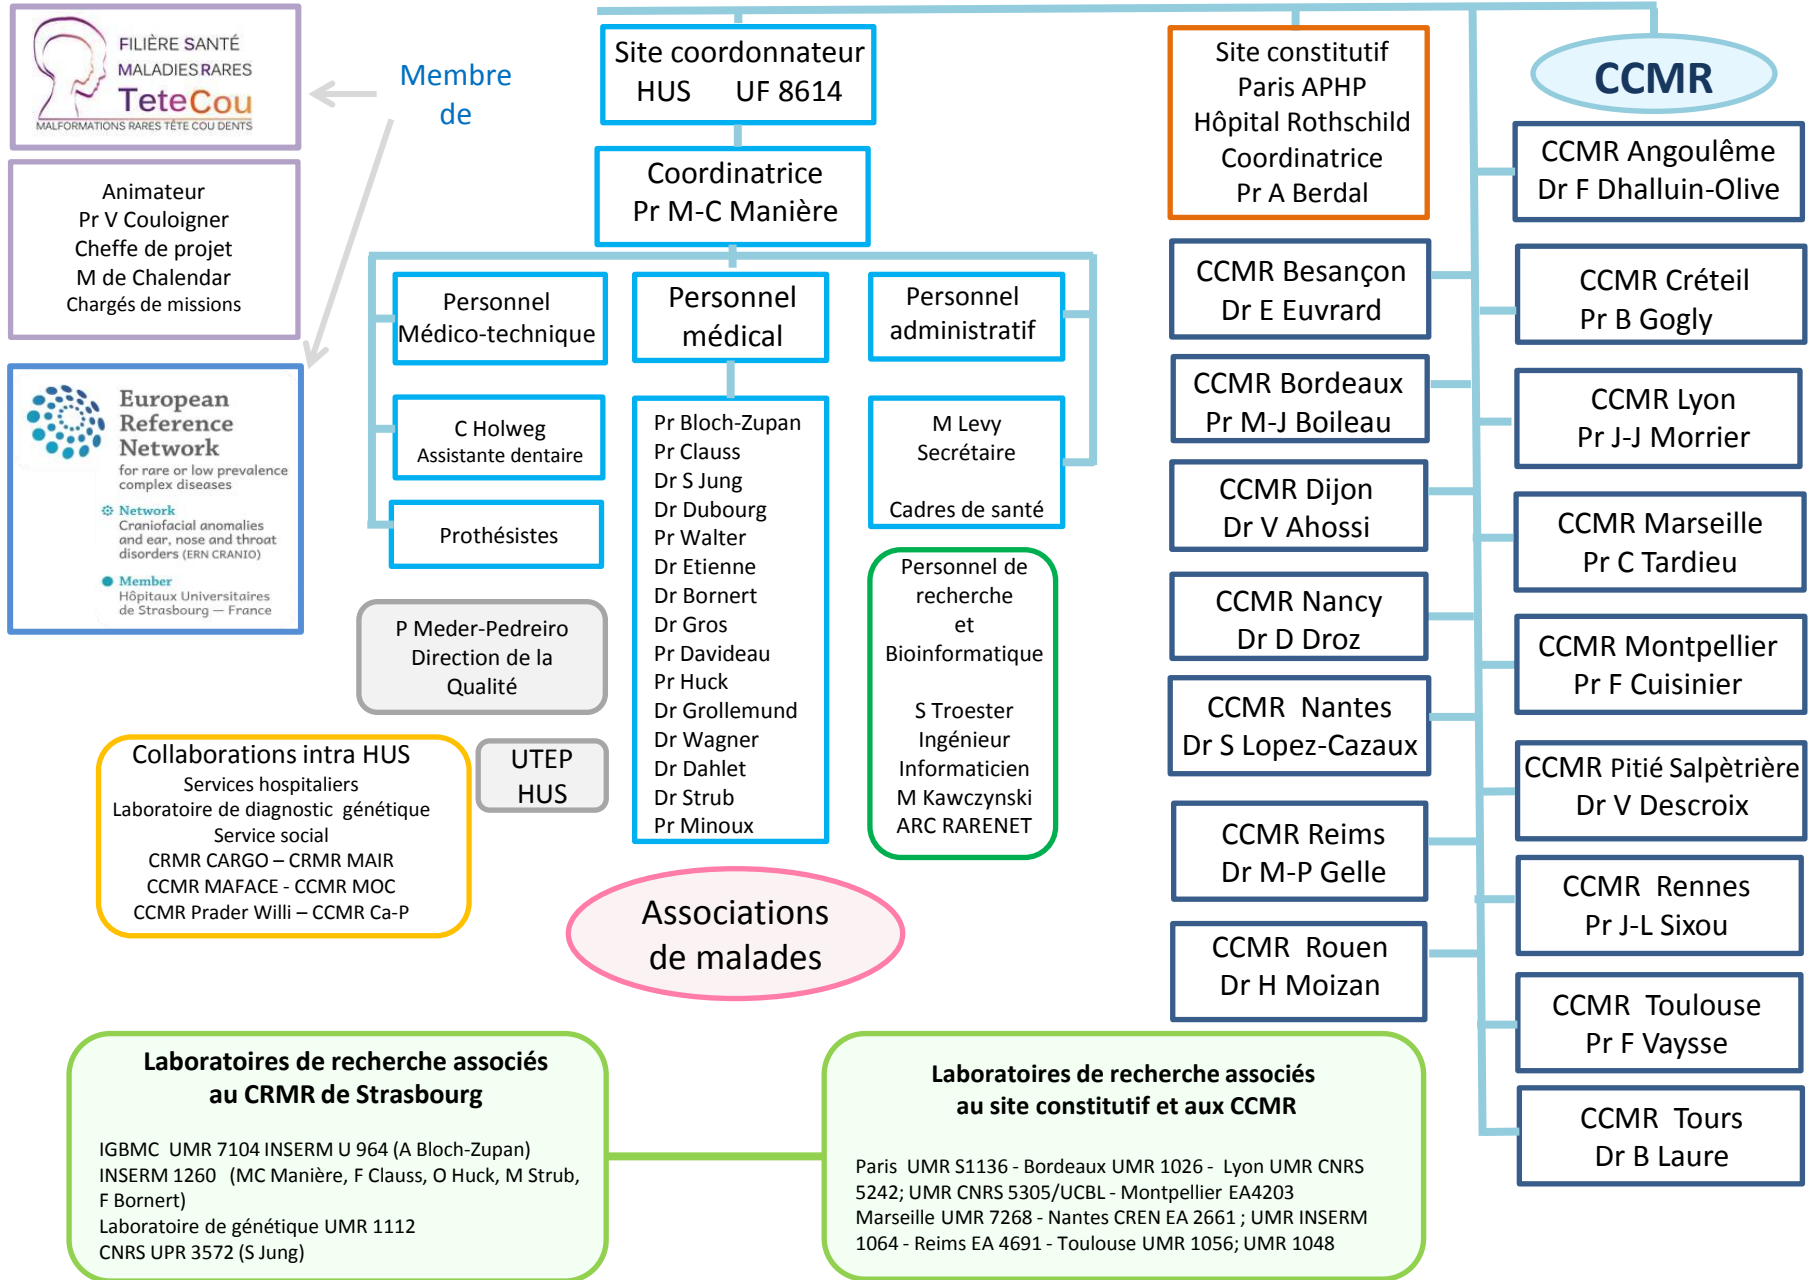 FILIÈRE SANTÉ
MALADIES RARES
TeteCou
MALFORMATIONS RARES TÊTE COU DENTS
Membre
de
Animateur
Pr V Couloigner
Cheffe de projet
M de Chalendar
Chargés de missions
European
Reference
Network
for rare or low prevalence
complex diseases
Network
Craniofacial anomalies
and ear, nose and throat
disorders (ERN CRANIO)
Member
Hôpitaux Universitaires
de Strasbourg — France
Site coordonnateur
HUS UF 8614
Coordinatrice
Pr M-C Manière
Personnel
Médico-technique
C Holweg
Assistante dentaire
Prothésistes
Personnel
médical
Pr Bloch-Zupan
Pr Clauss
Dr S Jung
Dr Dubourg
Pr Walter
Dr Etienne
Dr Bornert
Dr Gros
Pr Davideau
Pr Huck
Dr Grollemund
Dr Wagner
Dr Dahlet
Dr Strub
Pr Minoux
Personnel
administratif
M Levy
Secrétaire
Cadres de santé
Personnel de
recherche
et
Bioinformatique
S Troester
Ingénieur
Informaticien
M Kawczynski
ARC RARENET
P Meder-Pedreiro
Direction de la
Qualité
UTEP
HUS
Collaborations intra HUS
Services hospitaliers
Laboratoire de diagnostic génétique
Service social
CRMR CARGO – CRMR MAIR
CCMR MAFACE - CCMR MOC
CCMR Prader Willi – CCMR Ca-P
Associations
de malades
Site constitutif
Paris APHP
Hôpital Rothschild
Coordinatrice
Pr A Berdal
CCMR Besançon
Dr E Euvrard
CCMR Bordeaux
Pr M-J Boileau
CCMR Dijon
Dr V Ahossi
CCMR Nancy
Dr D Droz
CCMR Nantes
Dr S Lopez-Cazaux
CCMR Reims
Dr M-P Gelle
CCMR Rouen
Dr H Moizan
CCMR
CCMR Angoulême
Dr F Dhalluin-Olive
CCMR Créteil
Pr B Gogly
CCMR Lyon
Pr J-J Morrier
CCMR Marseille
Pr C Tardieu
CCMR Montpellier
Pr F Cuisinier
CCMR Pitié Salpètrière
Dr V Descroix
CCMR Rennes
Pr J-L Sixou
CCMR Toulouse
Pr F Vaysse
CCMR Tours
Dr B Laure
Laboratoires de recherche associés
au CRMR de Strasbourg
IGBMC UMR 7104 INSERM U 964 (A Bloch-Zupan)
INSERM 1260 (MC Manière, F Clauss, O Huck, M Strub,
F Bornert)
Laboratoire de génétique UMR 1112
CNRS UPR 3572 (S Jung)
Laboratoires de recherche associés
au site constitutif et aux CCMR
Paris UMR S1136 - Bordeaux UMR 1026 - Lyon UMR CNRS
5242; UMR CNRS 5305/UCBL - Montpellier EA4203
Marseille UMR 7268 - Nantes CREN EA 2661 ; UMR INSERM
1064 - Reims EA 4691 - Toulouse UMR 1056; UMR 1048